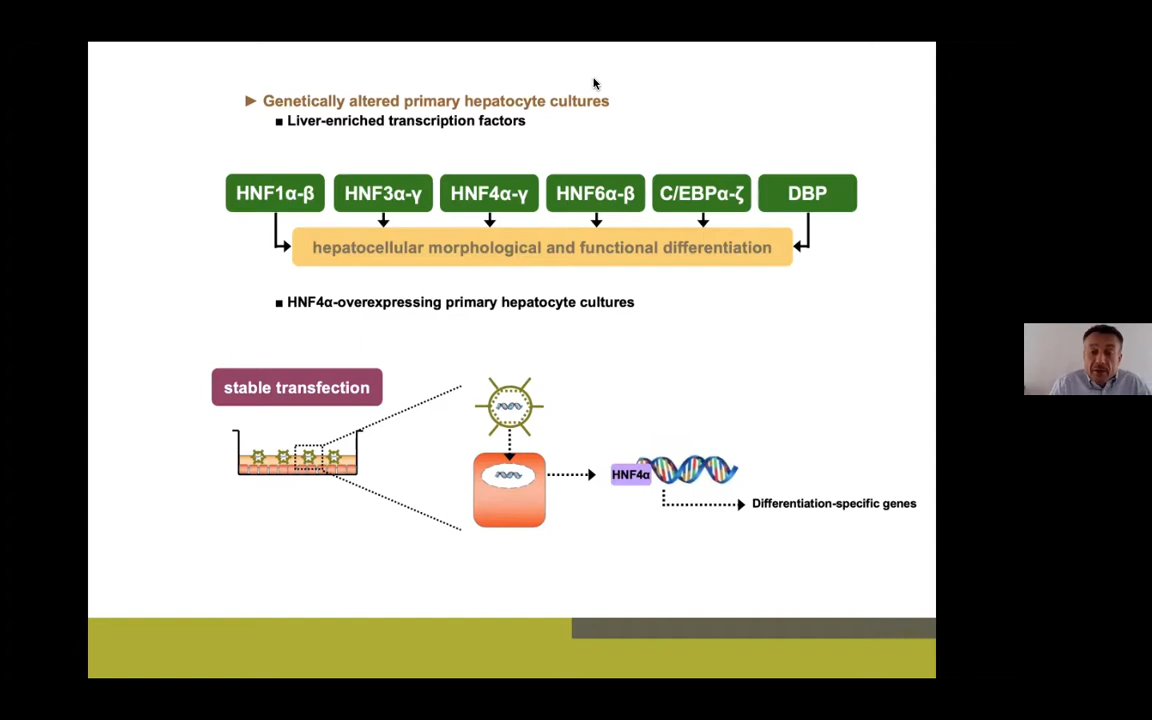 ► Genetically altered primary hepatocyte cultures
■ Liver-enriched transcription factors
HNF1α-β HNF3α-γ HNF4α-γ HNF6α-β C/EBPα-ζ DBP
hepatocellular morphological and functional differentiation
■ HNF4α-overexpressing primary hepatocyte cultures
stable transfection
HNF4α
Differentiation-specific genes